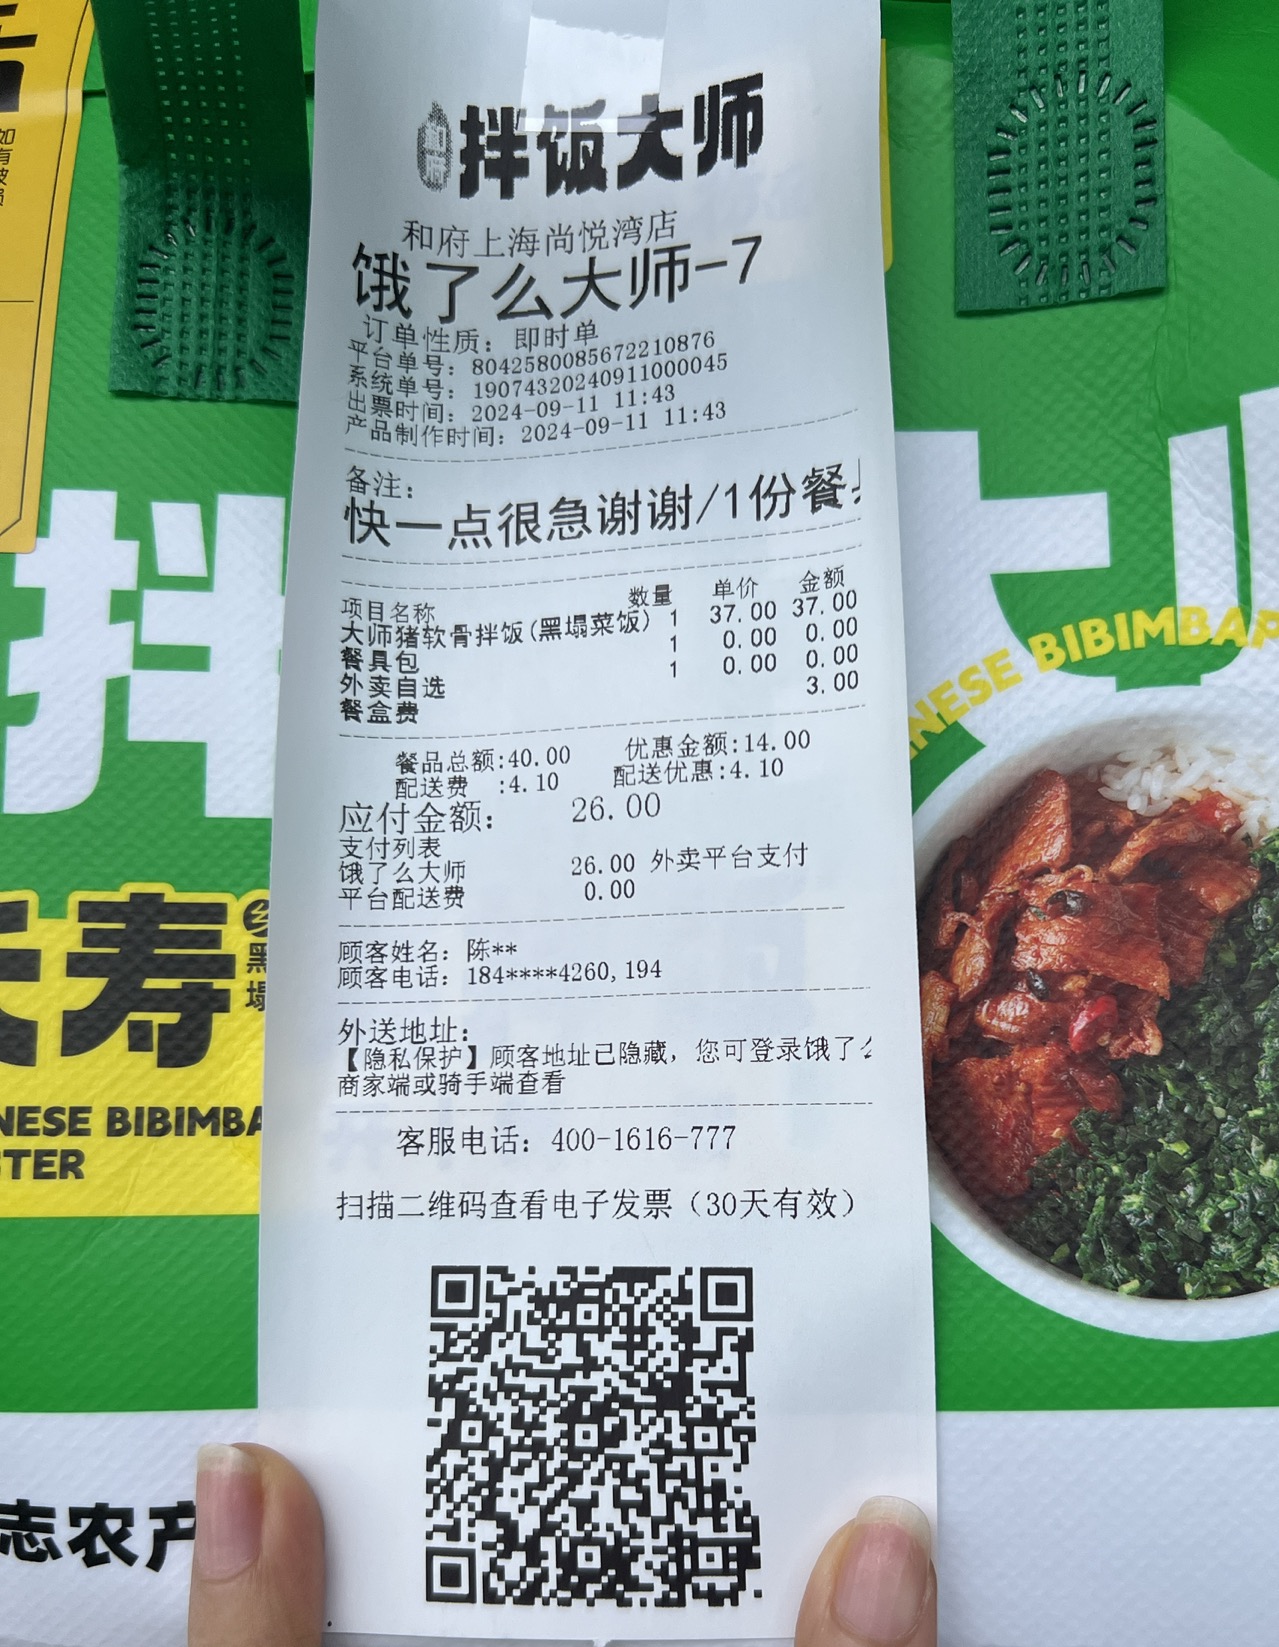 拌饭大师
和府上海尚悦湾店
饿了么大师-7
订单性质：即时单
平台单号：8042580085672210876
系统单号：19074320240911000045
出票时间：2024-09-11 11:43
产品制作时间：2024-09-11 11:43
备注：
快一点很急谢谢/1份餐
项目名称 数量 单价 金额
大师猪软骨拌饭(黑塌菜饭) 1 37.00 37.00
餐具包 1 0.00 0.00
外卖自选 1 0.00 0.00
餐盒费 3.00
餐品总额:40.00 优惠金额:14.00
配送费 :4.10 配送优惠:4.10
应付金额： 26.00
支付列表
饿了么大师 26.00 外卖平台支付
平台配送费 0.00
顾客姓名：陈**
顾客电话：184****4260,194
外送地址：
【隐私保护】顾客地址已隐藏，您可登录饿了
商家端或骑手端查看
客服电话：400-1616-777
扫描二维码查看电子发票（30天有效）
如有破损
拌
大师
NESE BIBIMBAP
长寿
乡
黑塌
NESE BIBIMBA
STER
志农产